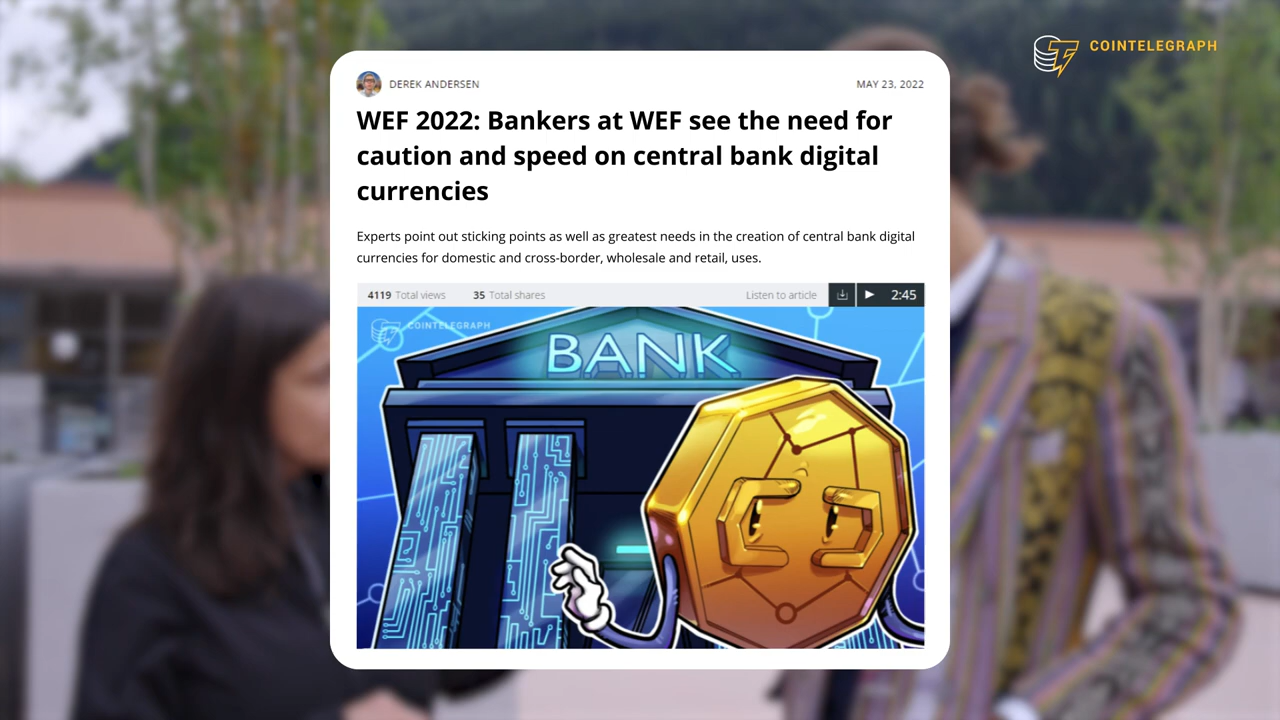 COINTELEGRAPH
DEREK ANDERSEN
MAY 23, 2022
WEF 2022: Bankers at WEF see the need for
caution and speed on central bank digital
currencies
Experts point out sticking points as well as greatest needs in the creation of central bank digital
currencies for domestic and cross-border, wholesale and retail, uses.
4119 Total views 35 Total shares Listen to article 2:45
COINTELEGRAPH
BANK